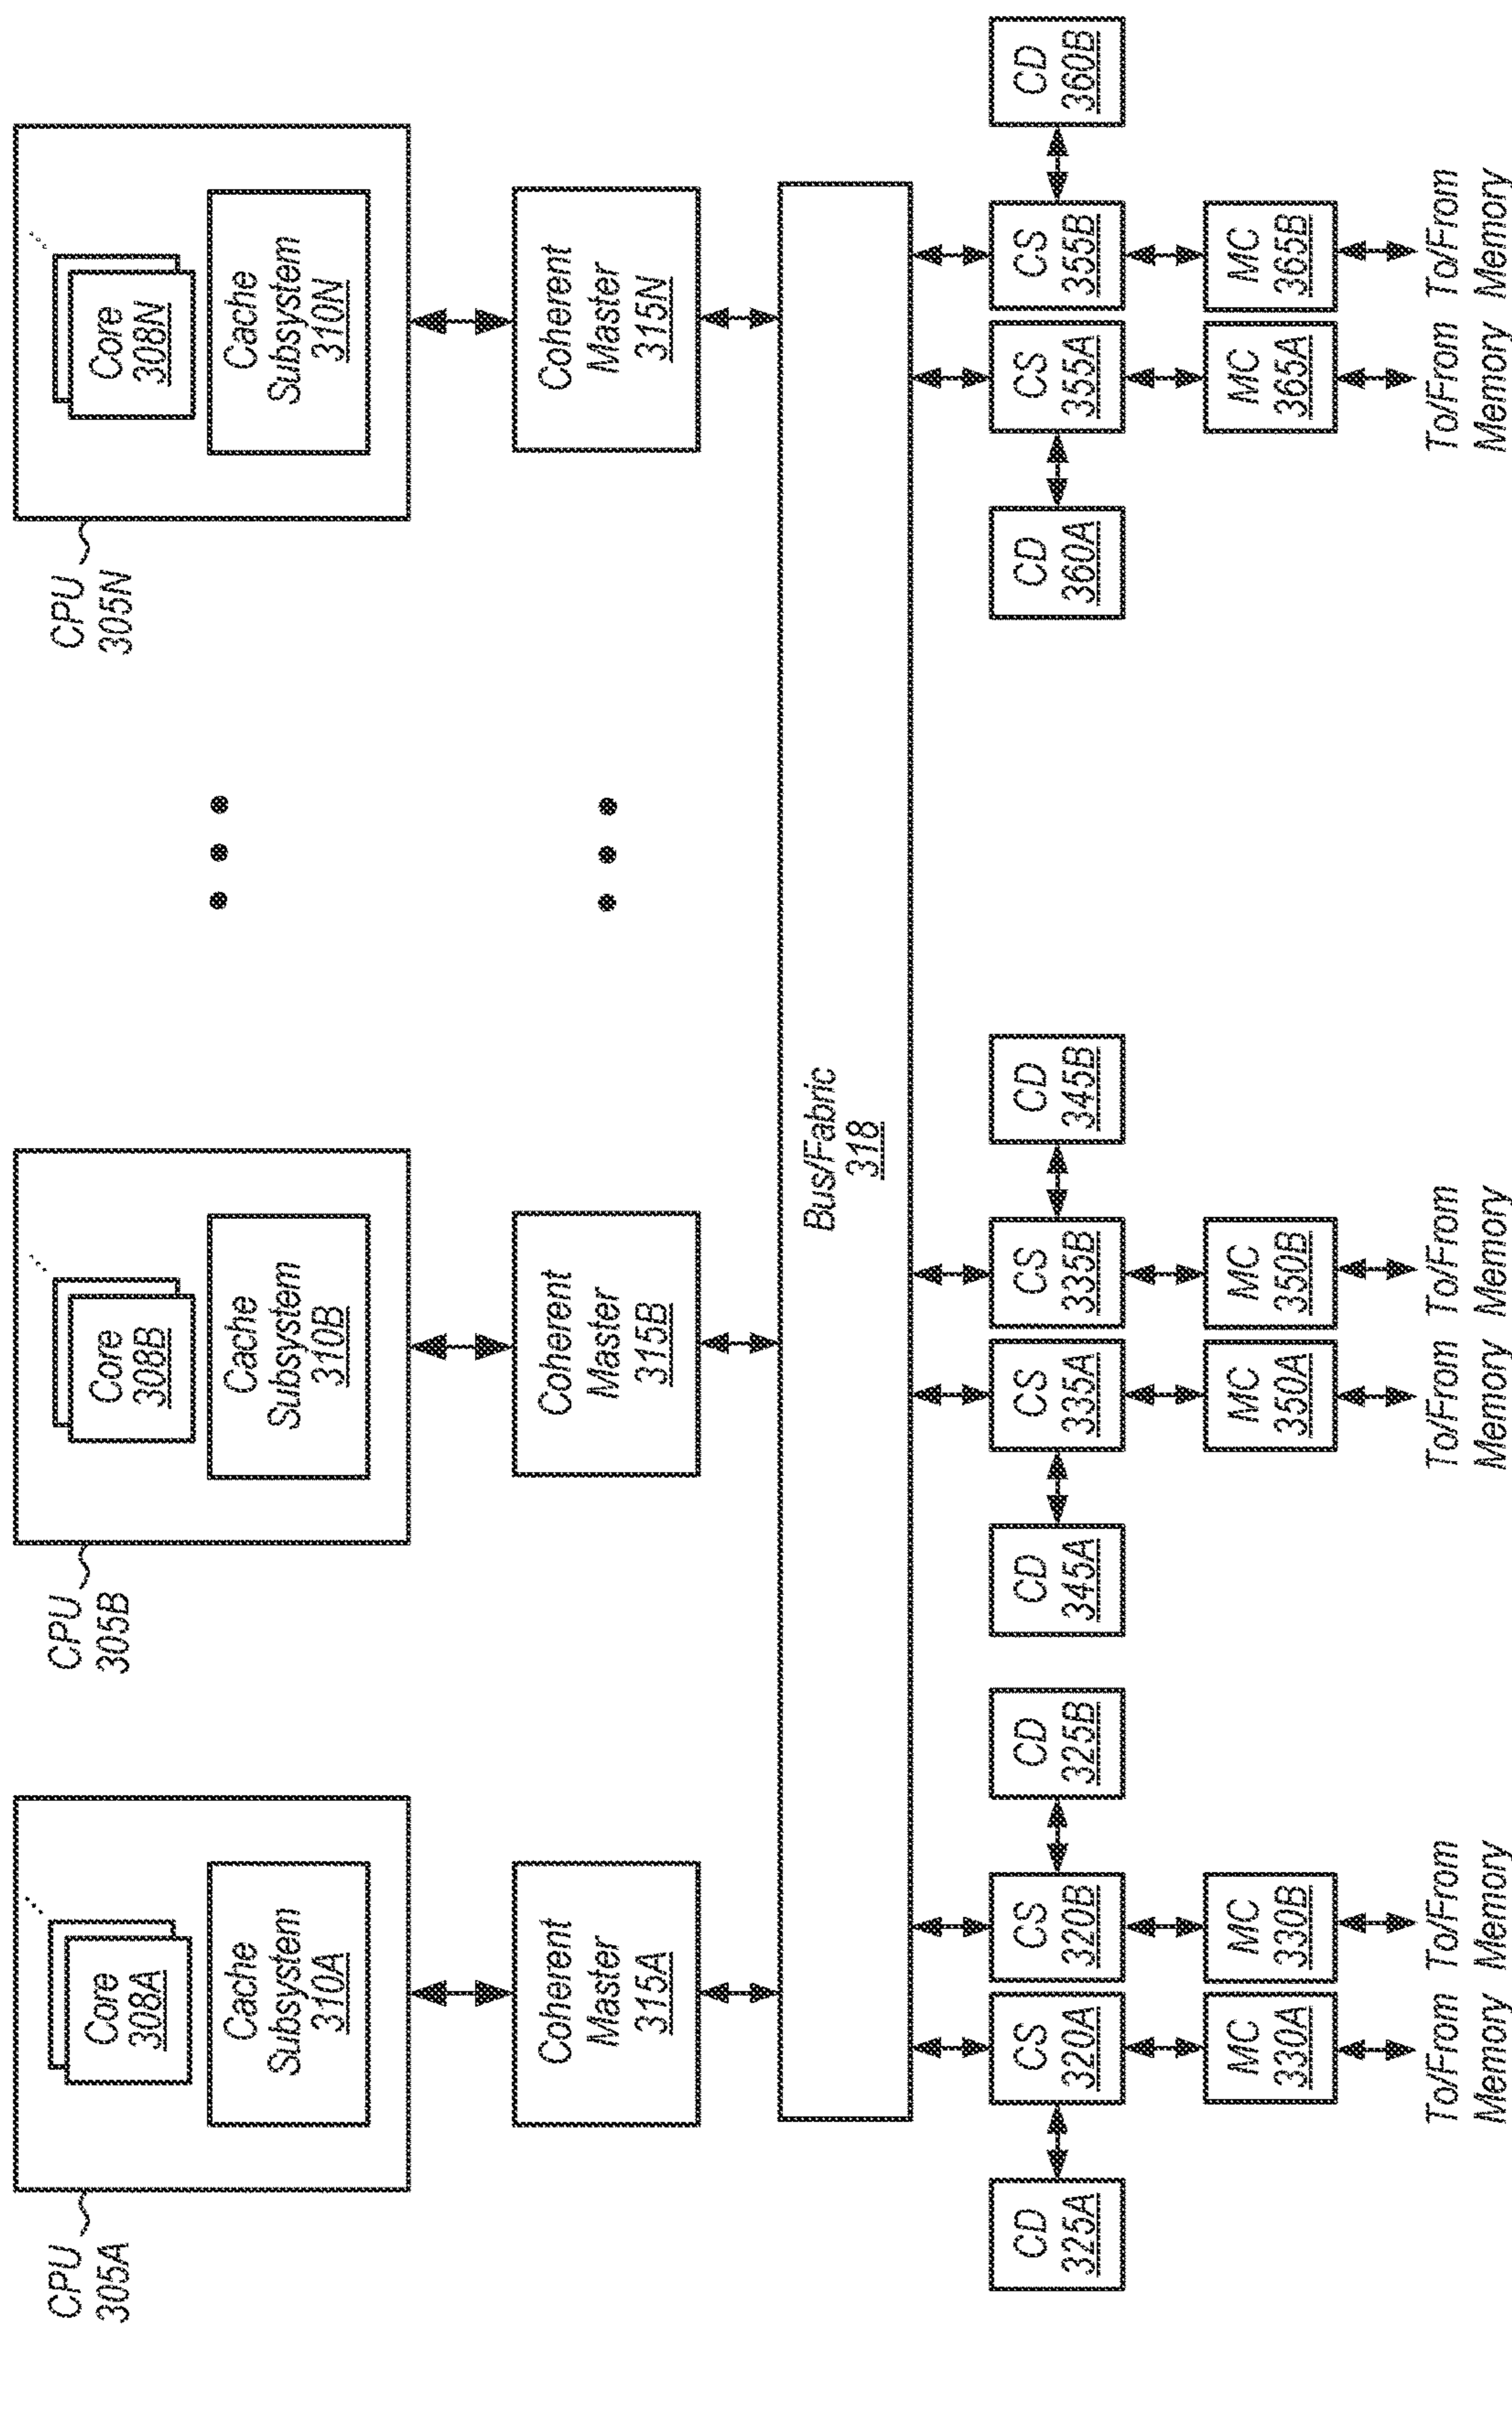 CPU
305A
Core
308A
Cache
Subsystem
310A
CPU
305B
Core
308B
Cache
Subsystem
310B
CPU
305N
Core
308N
Cache
Subsystem
310N
Coherent
Master
315A
Coherent
Master
315B
Coherent
Master
315N
Bus/Fabric
318
CD
325A
CS
320A
CS
320B
CD
325B
CD
345A
CS
335A
CS
335B
CD
345B
CD
360A
CS
355A
CS
355B
CD
360B
MC
330A
MC
330B
MC
350A
MC
350B
MC
365A
MC
365B
To/From
Memory
To/From
Memory
To/From
Memory
To/From
Memory
To/From
Memory
To/From
Memory